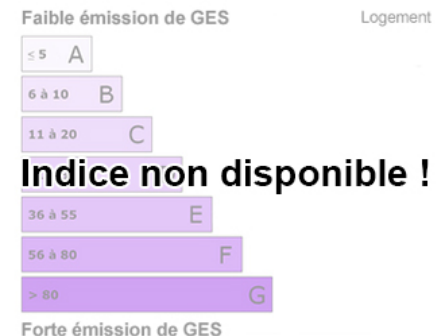 Faible émission de GES Logement
≤ 5 A
6 à 10 B
11 à 20 C
Indice non disponible !
36 à 55 E
56 à 80 F
> 80 G
Forte émission de GES